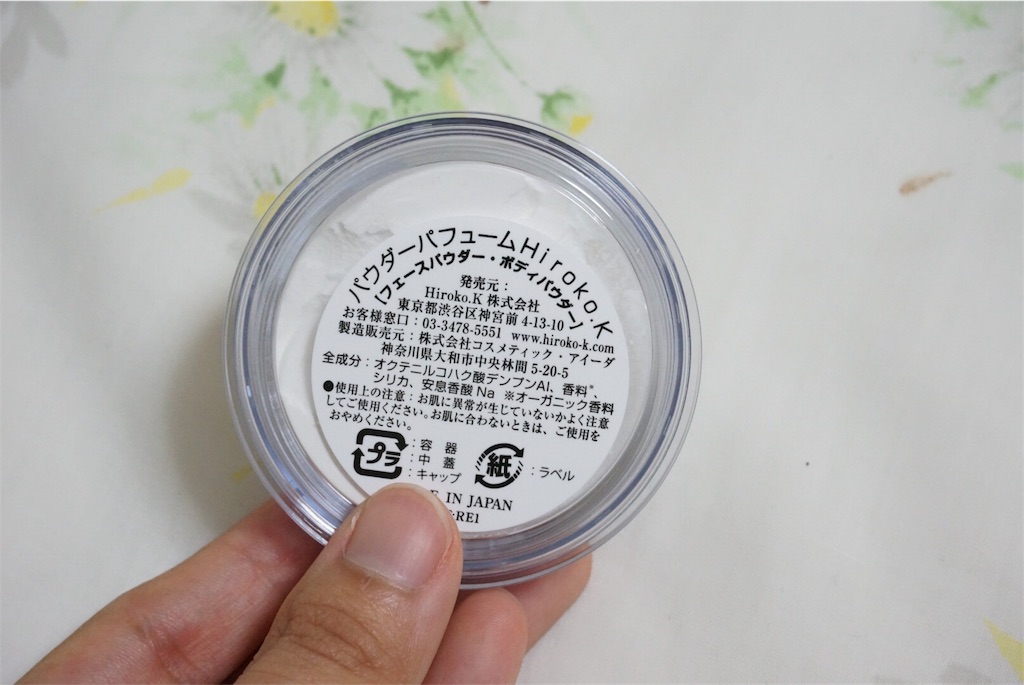 パウダーパフュームHiroko.K
[フェースパウダー・ボディパウダー]
発売元：
Hiroko.K 株式会社
東京都渋谷区神宮前 4-13-10
お客様窓口：03-3478-5551 www.hiroko-k.com
製造販売元：株式会社コスメティック・アイーダ
神奈川県大和市中央林間 5-20-5
全成分：オクテニルコハク酸デンプンAl、香料※、
シリカ、安息香酸 Na ※オーガニック香料
●使用上の注意：お肌に異常が生じていないかよく注意
してご使用ください。お肌に合わないときは、ご使用を
おやめください。
プラ ：容器
：中蓋
：キャップ
紙 ：ラベル
IN JAPAN